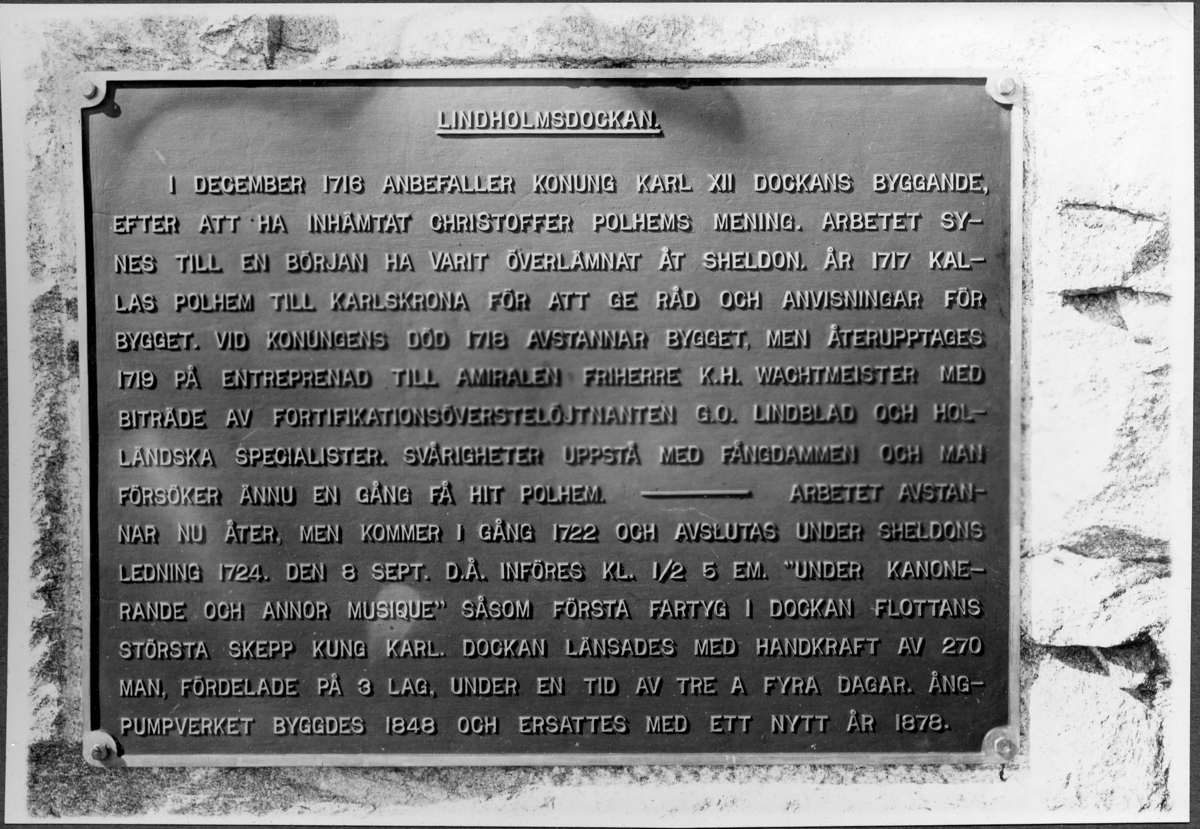 LINDHOLMSDOCKAN.
I DECEMBER 1716 ANBEFALLER KONUNG KARL XII DOCKANS BYGGANDE,
EFTER ATT HA INHÄMTAT CHRISTOFFER POLHEMS MENING. ARBETET SY-
NES TILL EN BÖRJAN HA VARIT ÖVERLÄMNAT ÅT SHELDON. ÅR 1717 KAL-
LAS POLHEM TILL KARLSKRONA FÖR ATT GE RÅD OCH ANVISNINGAR FÖR
BYGGET. VID KONUNGENS DÖD 1718 AVSTANNAR BYGGET, MEN ÅTERUPPTAGES
1719 PÅ ENTREPRENAD TILL AMIRALEN FRIHERRE K.H. WACHTMEISTER MED
BITRÄDE AV FORTIFIKATIONSÖVERSTELÖJTNANTEN G.O. LINDBLAD OCH HOL-
LÄNDSKA SPECIALISTER. SVÅRIGHETER UPPSTÅ MED FÅNGDAMMEN OCH MAN
FÖRSÖKER ÄNNU EN GÅNG FÅ HIT POLHEM. ——— ARBETET AVSTAN-
NAR NU ÅTER, MEN KOMMER I GÅNG 1722 OCH AVSLUTAS UNDER SHELDONS
LEDNING 1724. DEN 8 SEPT. D.Å. INFÖRES KL. 1/2 5 EM. "UNDER KANONE-
RANDE OCH ANNOR MUSIQUE" SÅSOM FÖRSTA FARTYG I DOCKAN FLOTTANS
STÖRSTA SKEPP KUNG KARL. DOCKAN LÄNSADES MED HANDKRAFT AV 270
MAN, FÖRDELADE PÅ 3 LAG, UNDER EN TID AV TRE A FYRA DAGAR. ÅNG-
PUMPVERKET BYGGDES 1848 OCH ERSATTES MED ETT NYTT ÅR 1878.